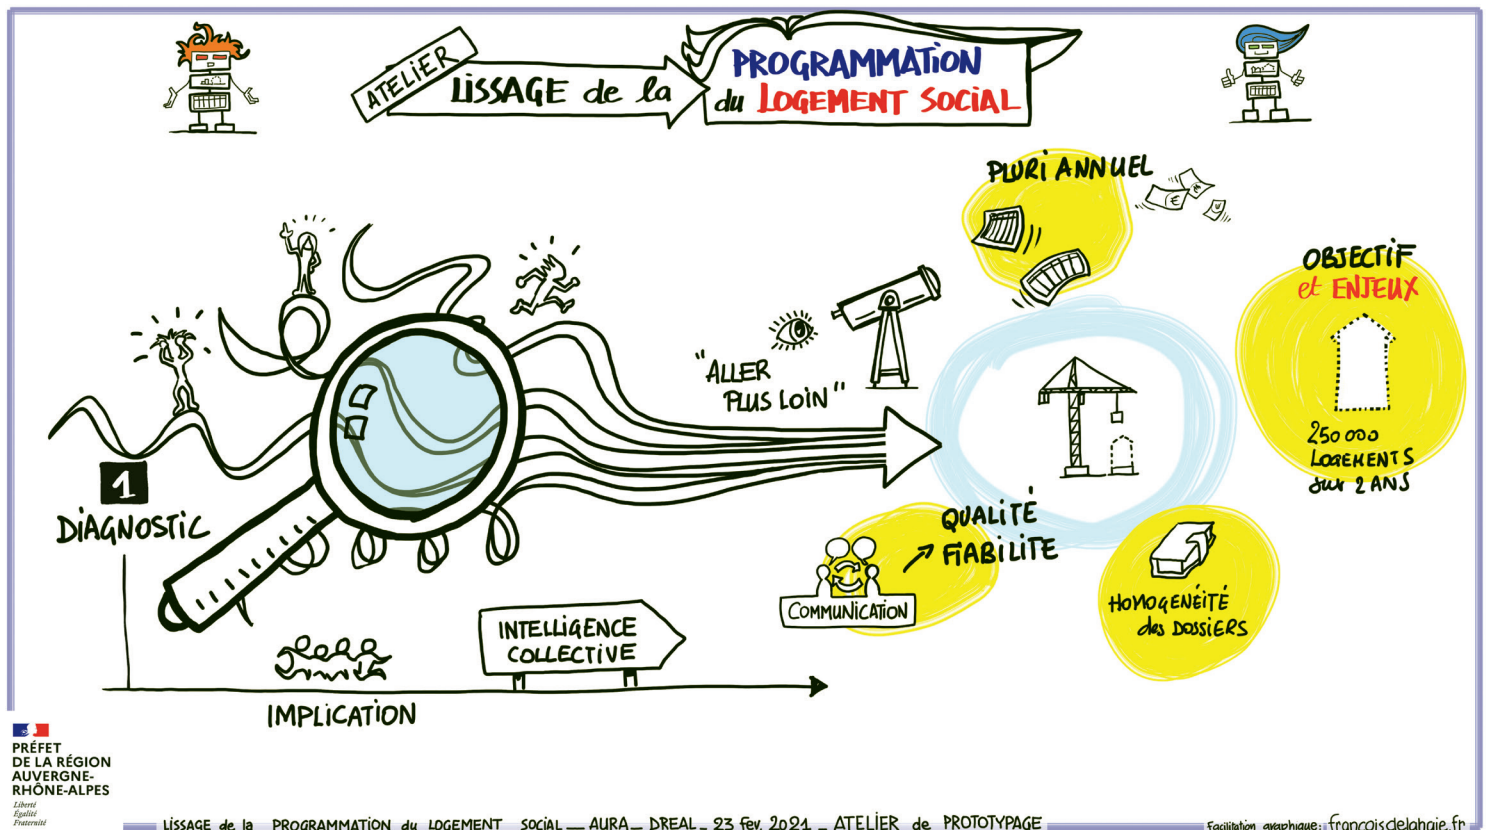 ATELIER
LISSAGE de la
PROGRAMMATION
du LOGEMENT SOCIAL
PLURI ANNUEL
OBJECTIF
et ENJEUX
250 000
LOGEMENTS
sur 2 ANS
"ALLER
PLUS LOIN"
1
DIAGNOSTIC
QUALITÉ
FIABILITE
COMMUNICATION
HOMOGENÉITÉ
des DOSSIERS
INTELLIGENCE
COLLECTIVE
IMPLICATION
PRÉFET
DE LA RÉGION
AUVERGNE-
RHÔNE-ALPES
Liberté
Égalité
Fraternité
LISSAGE de la PROGRAMMATION du LOGEMENT SOCIAL _ AURA _ DREAL _ 23 fev. 2021 _ ATELIER de PROTOTYPAGE
Facilitation graphique: francoisdelahaie.fr